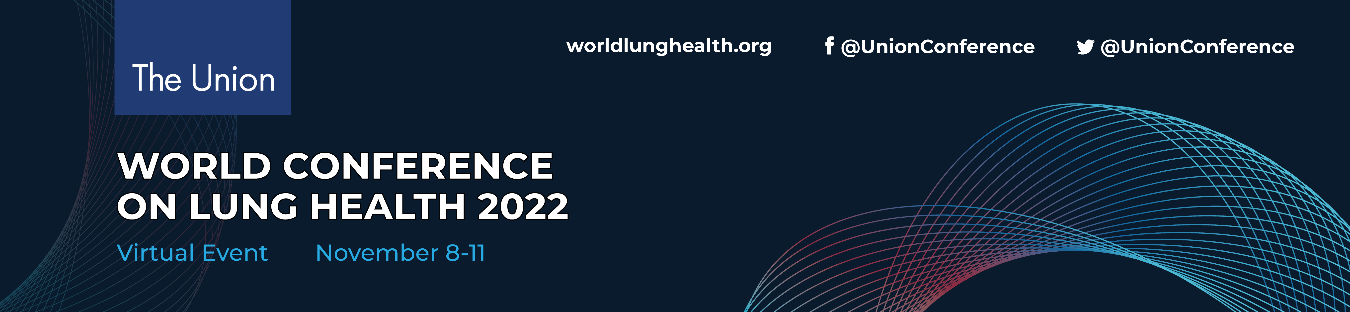 worldlunghealth.org
@UnionConference
@UnionConference
The Union
WORLD CONFERENCE
ON LUNG HEALTH 2022
Virtual Event November 8-11